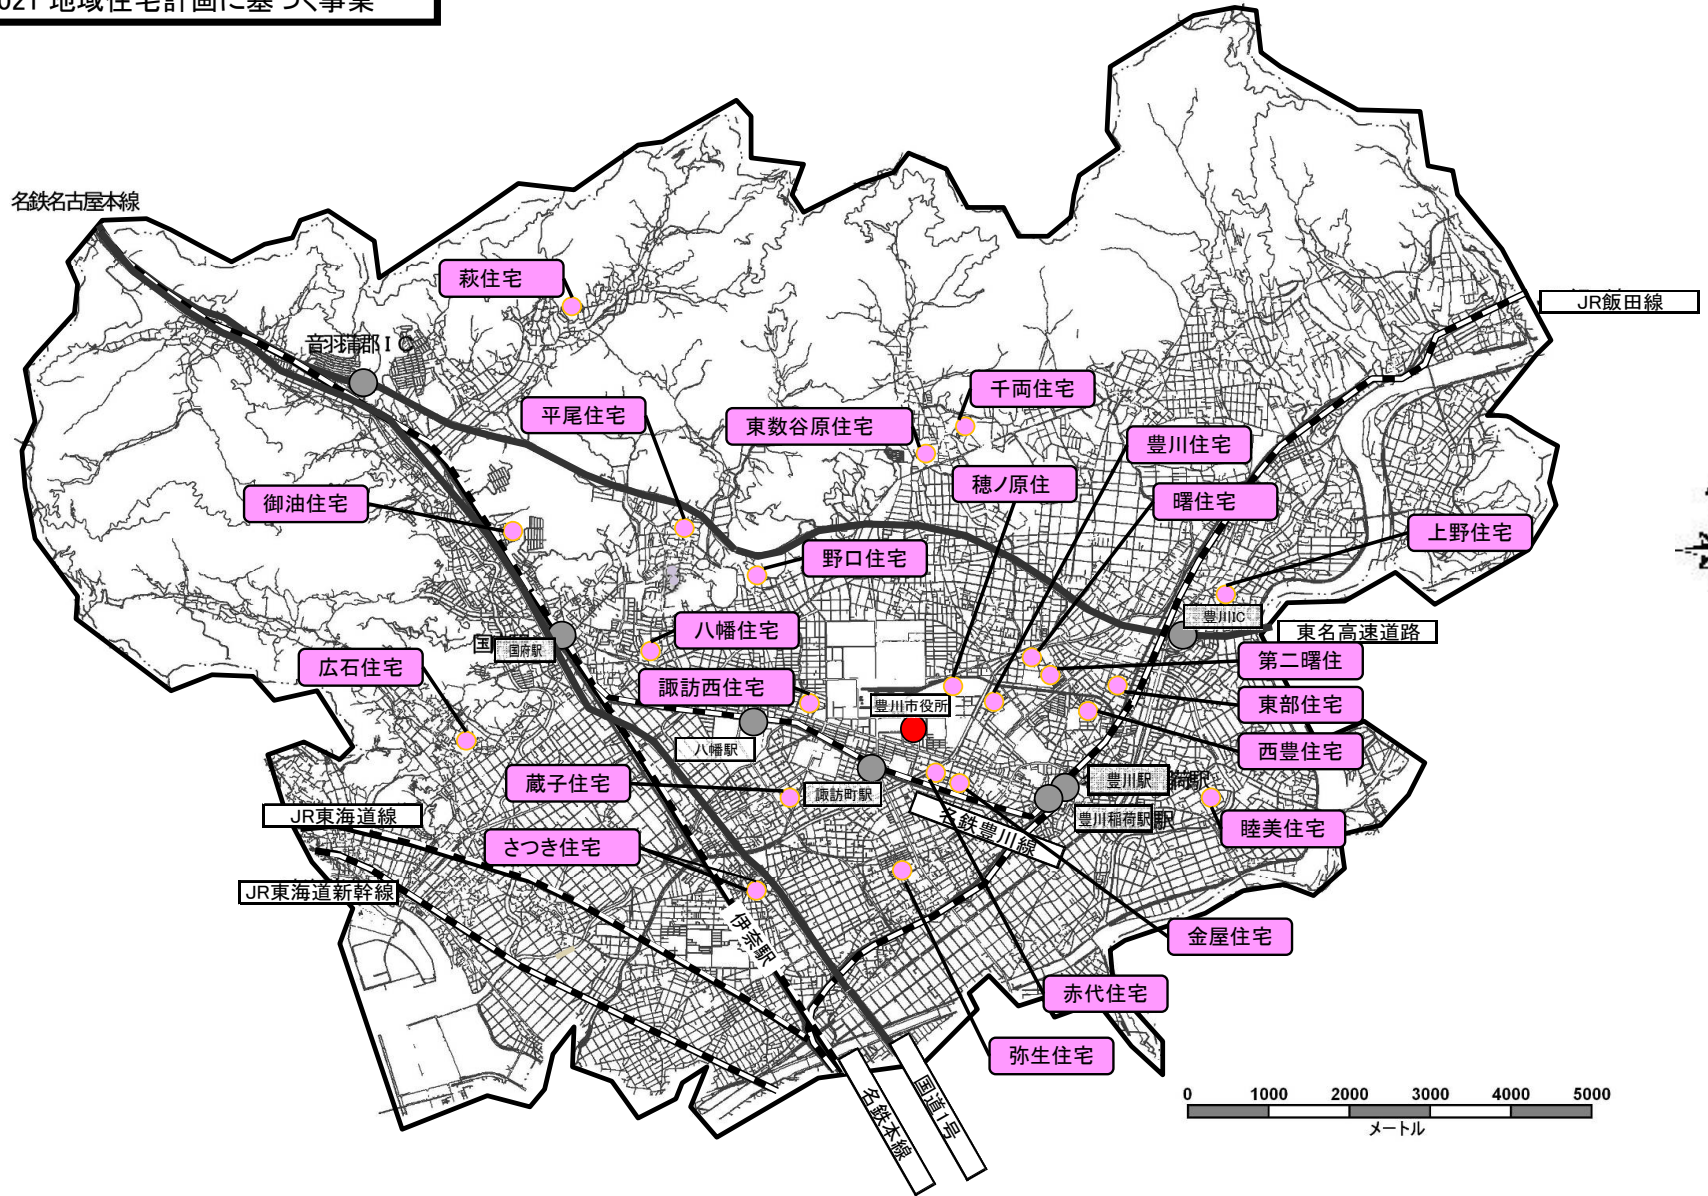 021 地域住宅計画に基づく事業
名鉄名古屋本線
萩住宅
JR飯田線
音羽蒲郡IC
千両住宅
平尾住宅
東数谷原住宅
豊川住宅
穂ノ原住
曙住宅
御油住宅
上野住宅
野口住宅
豊川IC
八幡住宅
東名高速道路
国
国府駅
第二曙住
広石住宅
諏訪西住宅
東部住宅
豊川市役所
西豊住宅
八幡駅
蔵子住宅
諏訪町駅
豊川駅
豊川稲荷駅
駅
JR東海道線
名鉄豊川線
睦美住宅
さつき住宅
JR東海道新幹線
伊奈駅
金屋住宅
赤代住宅
弥生住宅
名鉄本線
国道1号
0 1000 2000 3000 4000 5000
メートル